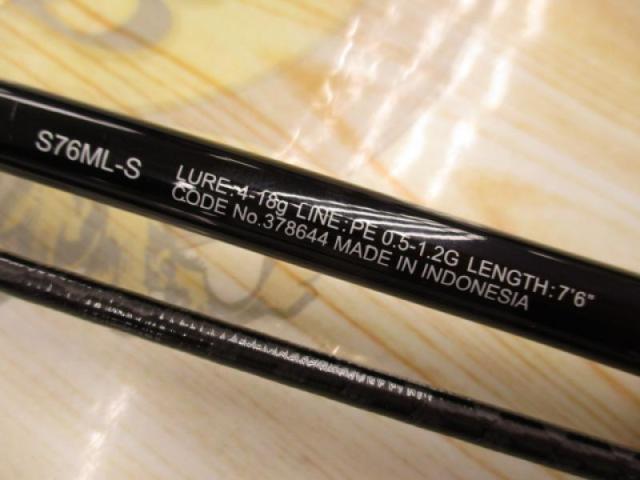 S76ML-S
LURE:4-18g LINE:PE 0.5-1.2G LENGTH:7'6"
CODE No.378644 MADE IN INDONESIA